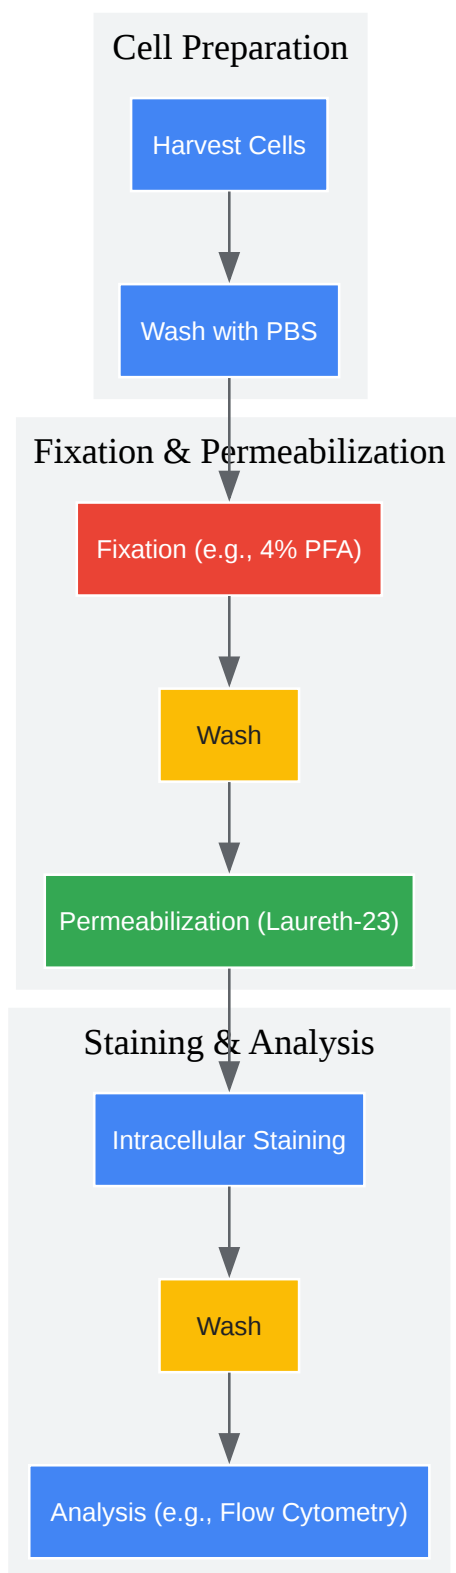 Cell Preparation
Harvest Cells
Wash with PBS
Fixation & Permeabilization
Fixation (e.g., 4% PFA)
Wash
Permeabilization (Laureth-23)
Staining & Analysis
Intracellular Staining
Wash
Analysis (e.g., Flow Cytometry)